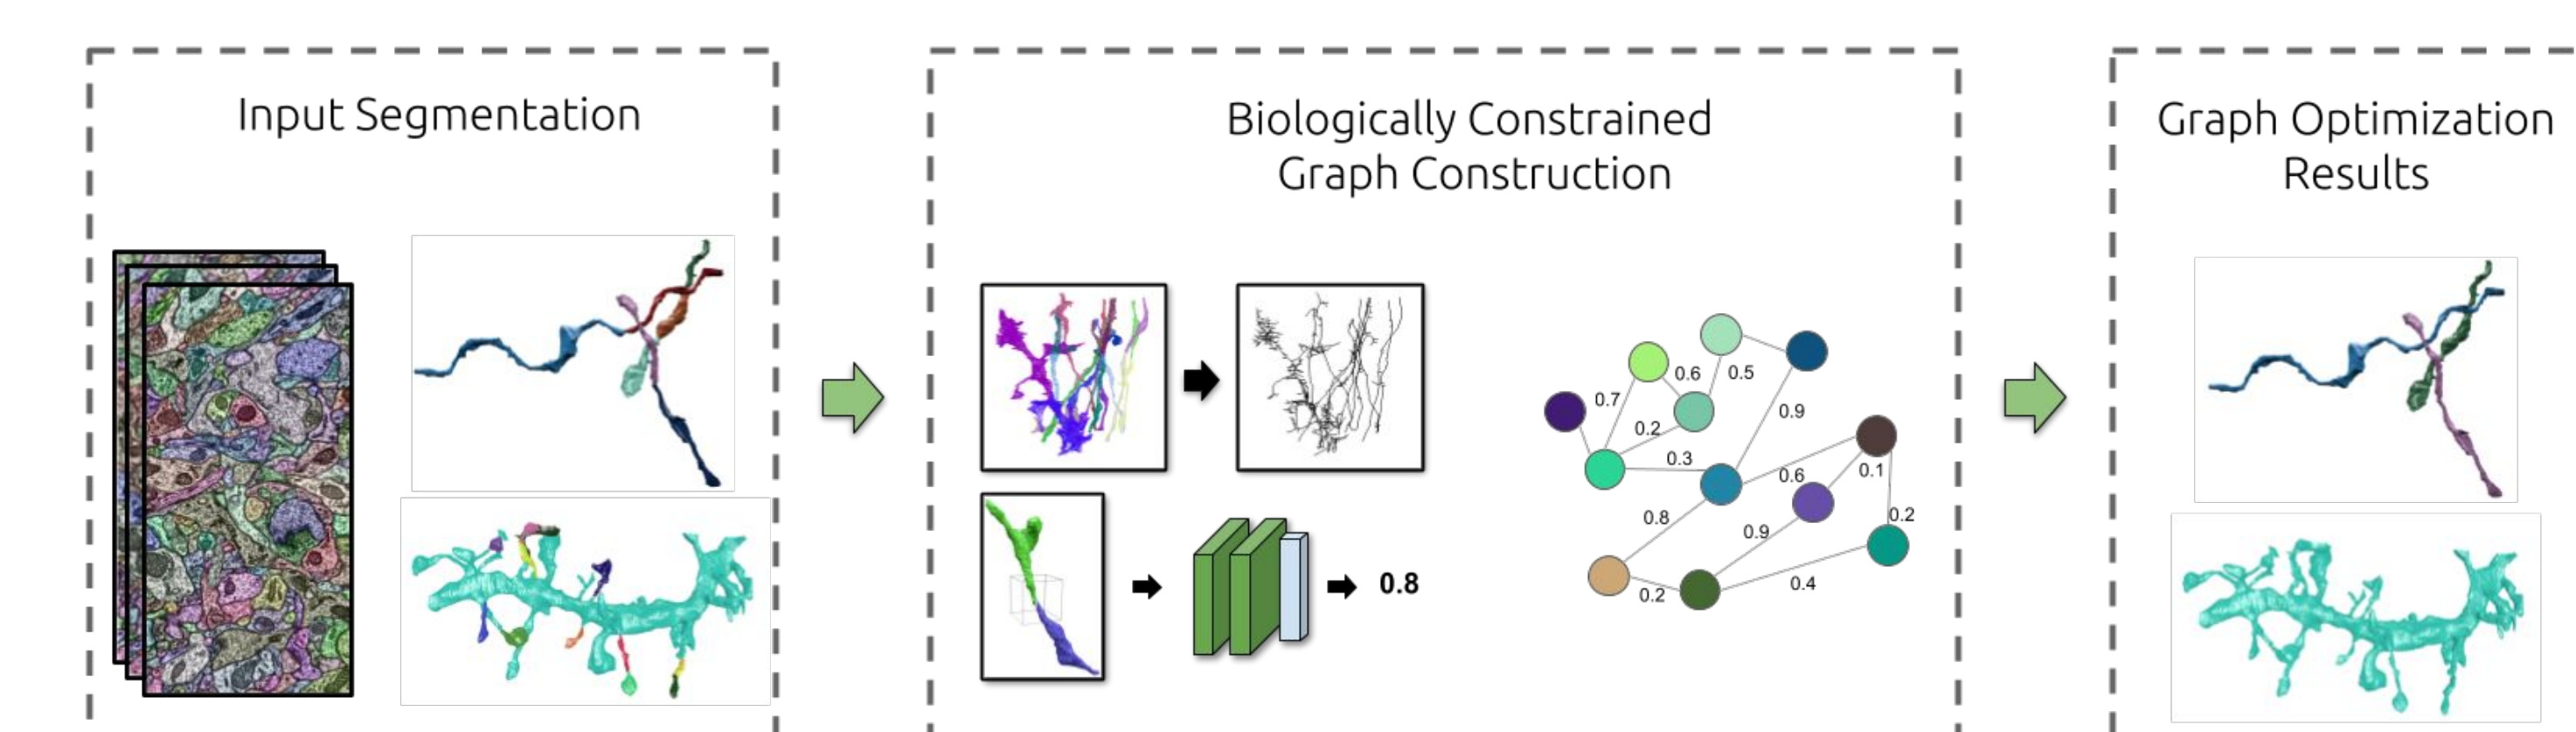 Input Segmentation
Biologically Constrained
Graph Construction
Graph Optimization
Results
0.6
0.5
0.7
0.9
0.2
0.3
0.6
0.1
0.8
0.9
0.2
0.8
0.4
0.2